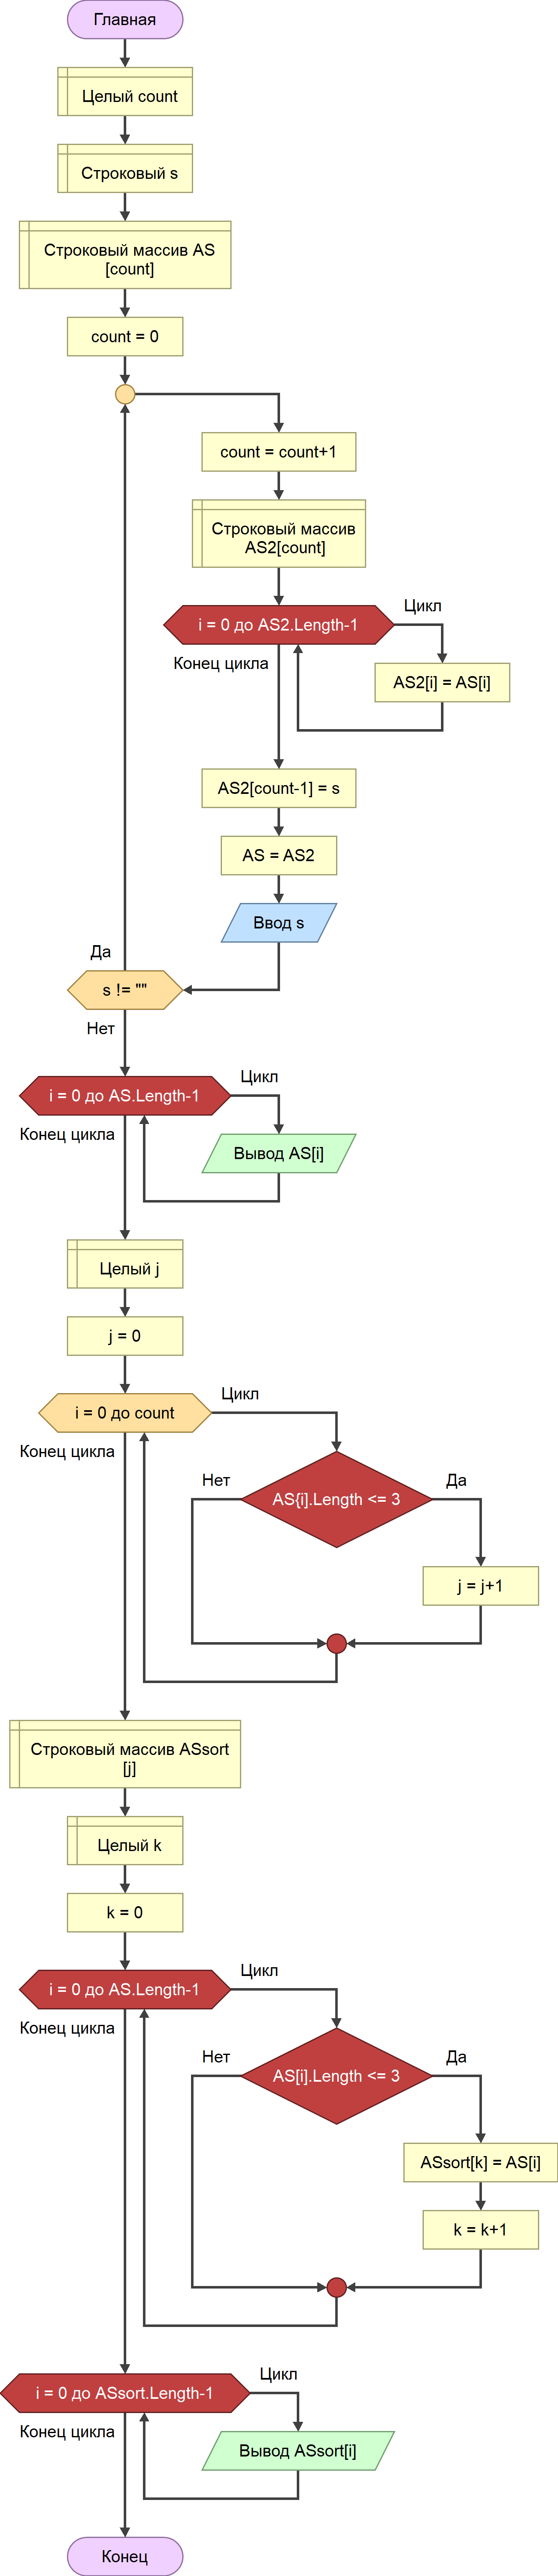 Главная
Целый count
Строковый s
Строковый массив AS
[count]
count = 0
count = count+1
Строковый массив
AS2[count]
i = 0 до AS2.Length-1
Цикл
Конец цикла
AS2[i] = AS[i]
AS2[count-1] = s
AS = AS2
Ввод s
Да
s != ""
Нет
i = 0 до AS.Length-1
Цикл
Конец цикла
Вывод AS[i]
Целый j
j = 0
i = 0 до count
Цикл
Конец цикла
Нет
AS{i].Length <= 3
Да
j = j+1
Строковый массив ASsort
[j]
Целый k
k = 0
i = 0 до AS.Length-1
Цикл
Конец цикла
Нет
AS[i].Length <= 3
Да
ASsort[k] = AS[i]
k = k+1
i = 0 до ASsort.Length-1
Цикл
Конец цикла
Вывод ASsort[i]
Конец